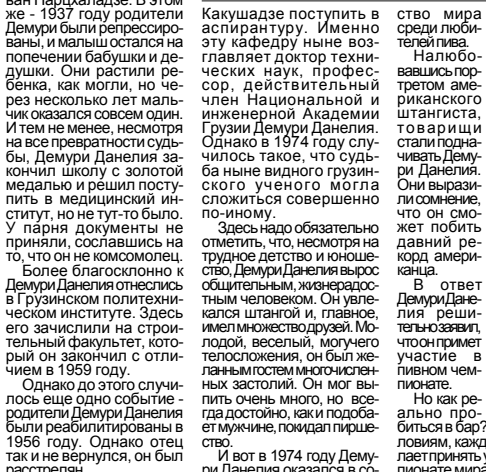 же - 1937 году родители
Демури были репрессиро-
ваны, и малыш остался на
попечении бабушки и де-
душки. Они растили ре-
бенка, как могли, но че-
рез несколько лет маль-
чик оказался совсем один.
И тем не менее, несмотря
на все превратности судь-
бы, Демури Данелия за-
кончил школу с золотой
медалью и решил посту-
пить в медицинский ин-
ститут, но не тут-то было.
У парня документы не
приняли, сославшись на
то, что он не комсомолец.
Более благосклонно к
Демури Данелия отнеслись
в Грузинском политехни-
ческом институте. Здесь
его зачислили на строи-
тельный факультет, кото-
рый он закончил с отли-
чием в 1959 году.
Однако до этого случи-
лось еще одно событие -
родители Демури Данелия
были реабилитированы в
1956 году. Однако отец
так и не вернулся, он был
расстрелян.
Какушадзе поступить в
аспирантуру. Именно
эту кафедру ныне воз-
главляет доктор техни-
ческих наук, профес-
сор, действительный
член Национальной и
инженерной Академии
Грузии Демури Данелия.
Однако в 1974 году слу-
чилось такое, что судь-
ба ныне видного грузин-
ского ученого могла
сложиться совершенно
по-иному.
Здесь надо обязательно
отметить, что, несмотря на
трудное детство и юноше-
ство, Демури Данелия вырос
общительным, жизнерадос-
тным человеком. Он увле-
кался штангой и, главное,
имел множество друзей. Мо-
лодой, веселый, могучего
телосложения, он был же-
ланным гостем многочислен-
ных застолий. Он мог вы-
пить очень много, но все-
гда достойно, как и подоба-
ет мужчине, покидал пирше-
ство.
И вот в 1974 году Дему-
ри Данелия оказался в со-
ство мира
среди люби-
телей пива.
Налюбо-
вавшись пор-
третом аме-
риканского
штангиста,
товарищи
стали подна-
чивать Дему-
ри Данелия.
Они вырази-
ли сомнение,
что он смо-
жет побить
давний ре-
корд амери-
канца.
В ответ
Демури Дане-
лия реши-
тельно заявил,
что он примет
участие в
пивном чем-
пионате.
Но как ре-
ально про-
биться в бар?
ловиям, кажд
лает принять у
пионате мира